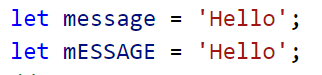 let message = 'Hello';
let mESSAGE = 'Hello';